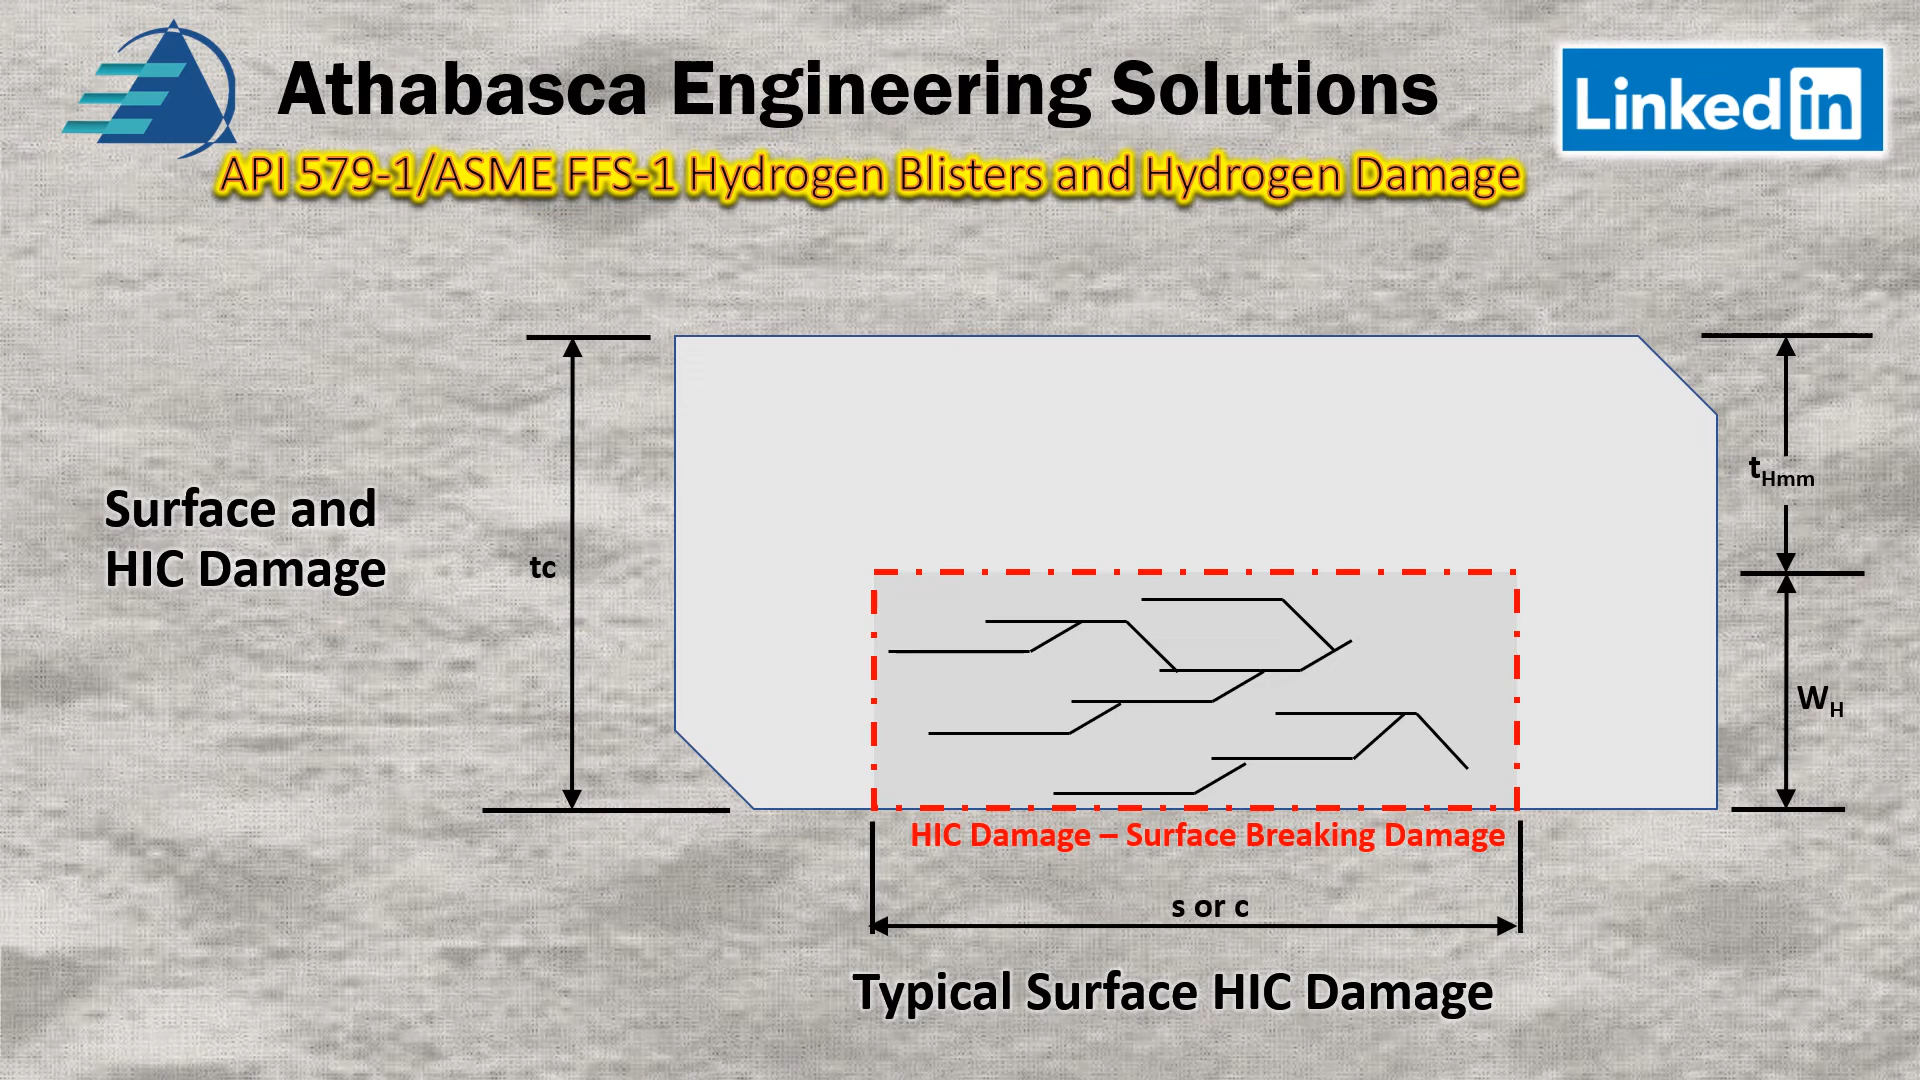 Athabasca Engineering Solutions
Linked in
API 579-1/ASME FFS-1 Hydrogen Blisters and Hydrogen Damage
Surface and
HIC Damage
tc
tHmm
WH
HIC Damage – Surface Breaking Damage
s or c
Typical Surface HIC Damage